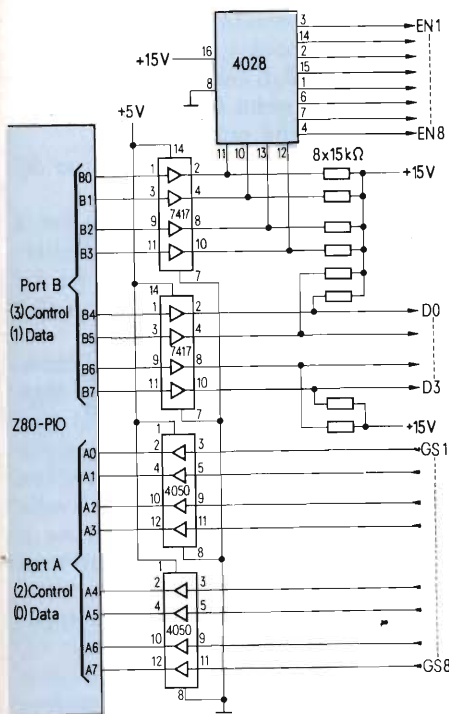 3 EN1
14
+15V 16 4028 2
15
1
8 6
+5V 7
4 EN8
11 10 13 12 8x15kΩ
14
B0 1 2 +15V
B1 3 4
7417
B2 9 8
B3 11 10
7
Port B 14
B4 1 2 D0
(3) Control B5 3 4
(1) Data 7417
B6 9 8
B7 11 10 D3
7
Z80-PIO 1 +15V
A0 2 3 GS1
A1 4 5
4050
A2 10 9
A3 12 11
8
Port A 1
(2) Control A4 2 3
(0) Data A5 4 5
4050
A6 10 9
A7 12 11 GS8
8